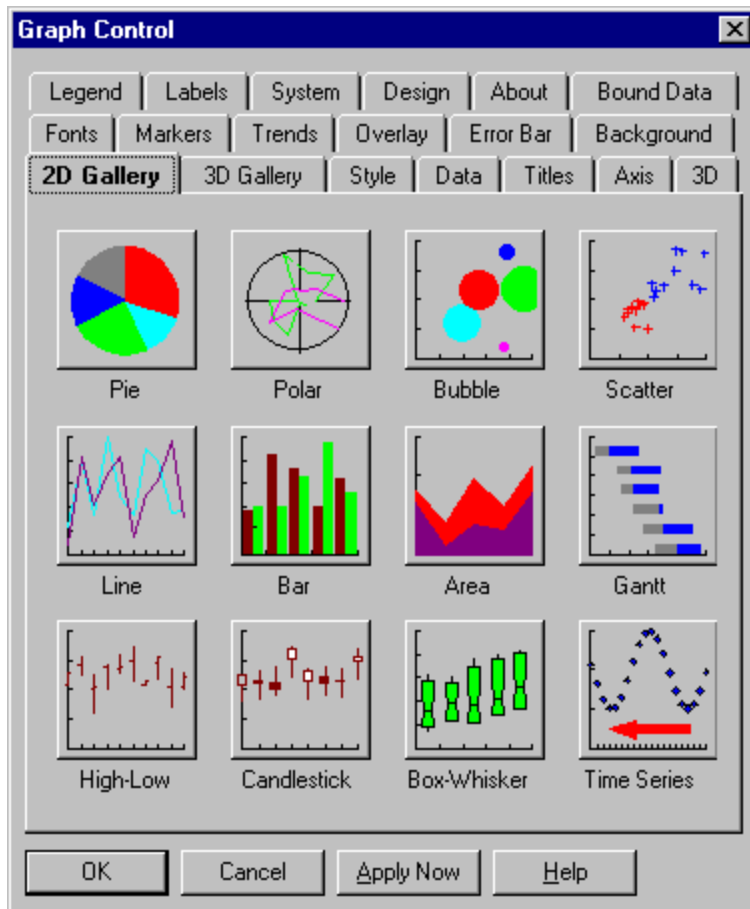 Graph Control
Legend Labels System Design About Bound Data
Fonts Markers Trends Overlay Error Bar Background
2D Gallery 3D Gallery Style Data Titles Axis 3D
Pie Polar Bubble Scatter
Line Bar Area Gantt
High-Low Candlestick Box-Whisker Time Series
OK Cancel Apply Now Help